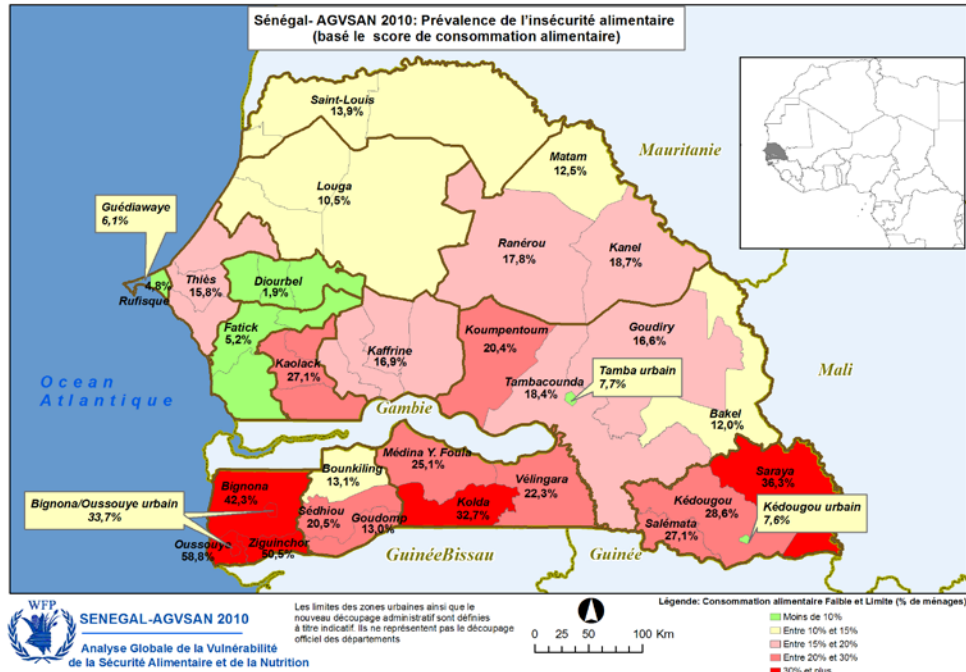 Sénégal- AGVSAN 2010: Prévalence de l'insécurité alimentaire
(basé le score de consommation alimentaire)
Saint-Louis
13,9%
Mauritanie
Matam
12,5%
Louga
10,5%
Guédiawaye
6,1%
Ranérou
17,8%
Kanel
18,7%
Thiès
15,8%
Diourbel
1,9%
4,8%
Rufisque
Fatick
5,2%
Koumpentoum
20,4%
Goudiry
16,6%
Kaolack
27,1%
Kaffrine
16,9%
Tamba urbain
7,7%
Mali
Ocean
Atlantique
Tambacounda
18,4%
Gambie
Bakel
12,0%
Médina Y. Foula
25,1%
Bounkiling
13,1%
Saraya
36,3%
Bignona
42,3%
Vélingara
22,3%
Kolda
32,7%
Kédougou
28,6%
Bignona/Oussouye urbain
33,7%
Sédhiou
20,5%
Goudomp
13,0%
Salémata
27,1%
Kédougou urbain
7,6%
Oussouye
58,8%
Ziguinchor
50,5%
GuinéeBissau
Guinée
WFP
SENEGAL-AGVSAN 2010
Analyse Globale de la Vulnérabilité
de la Sécurité Alimentaire et de la Nutrition
Les limites des zones urbaines ainsi que le
nouveau découpage administratif sont définies
à titre indicatif. Ils ne représentent pas le découpage
officiel des départements
0 25 50 100 Km
Légende: Consommation alimentaire Faible et Limite (% de ménages)
Moins de 10%
Entre 10% et 15%
Entre 15% et 20%
Entre 20% et 30%
30% et plus